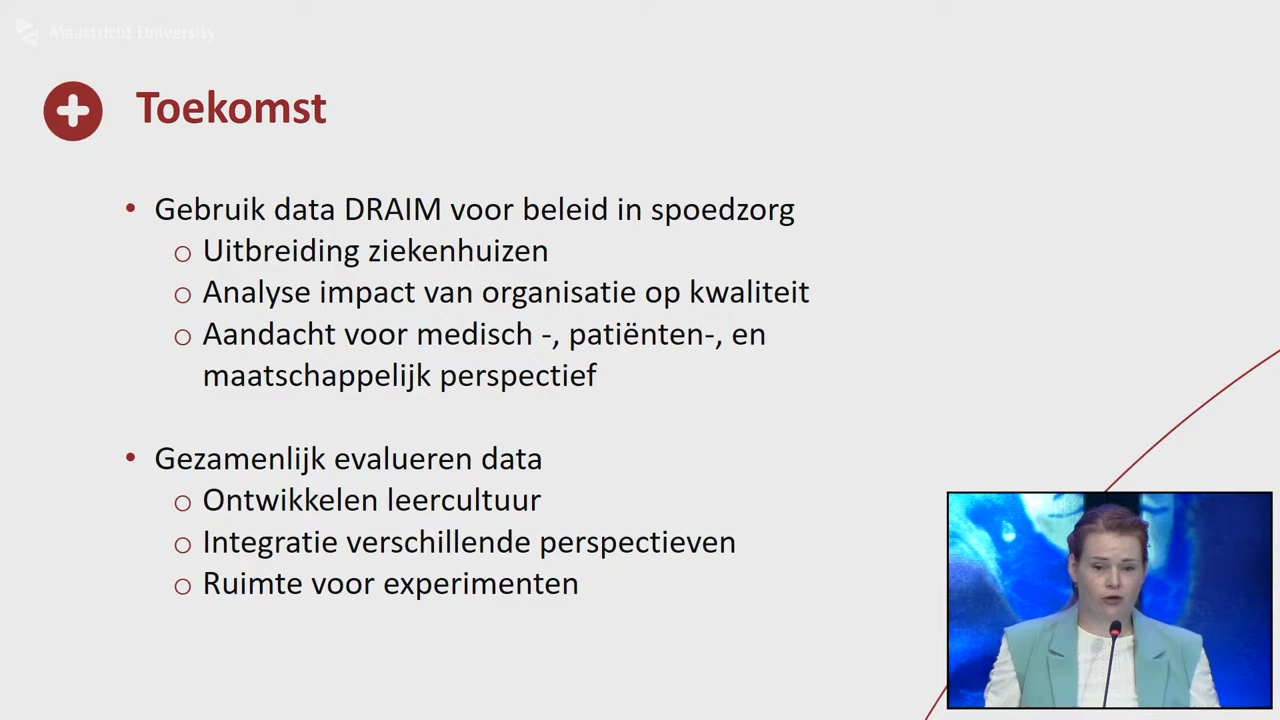 Maastricht University
Toekomst
• Gebruik data DRAIM voor beleid in spoedzorg
o Uitbreiding ziekenhuizen
o Analyse impact van organisatie op kwaliteit
o Aandacht voor medisch -, patiënten-, en
maatschappelijk perspectief
• Gezamenlijk evalueren data
o Ontwikkelen leercultuur
o Integratie verschillende perspectieven
o Ruimte voor experimenten